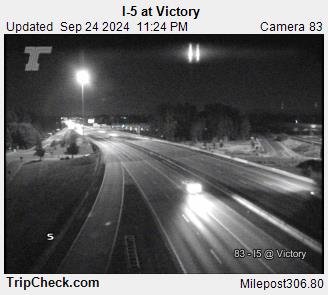 I-5 at Victory
Updated Sep 24 2024 11:24 PM Camera 83
T
S
83 - I5 @ Victory
TripCheck.com Milepost306.80